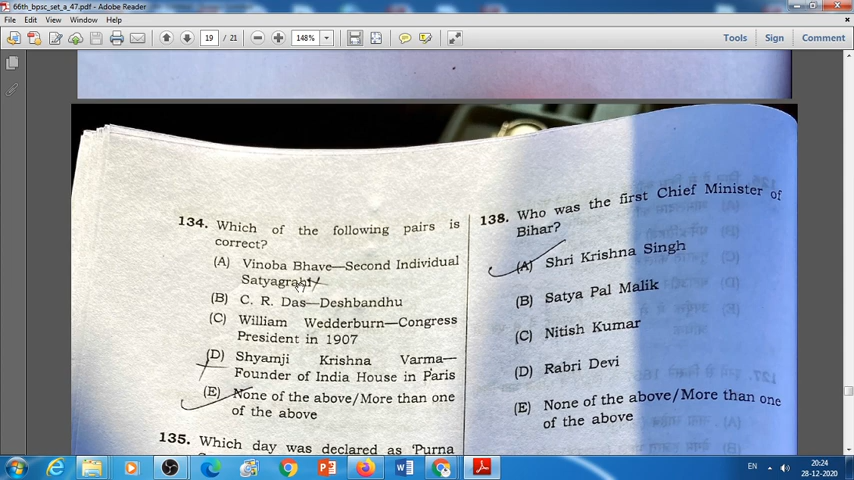 66th_bpsc_set_a_47.pdf - Adobe Reader
File Edit View Window Help
19 / 21
148%
Tools
Sign
Comment
134. Which of the following pairs is
correct?
(A) Vinoba Bhave—Second Individual
Satyagrahi
(B) C. R. Das—Deshbandhu
(C) William Wedderburn—Congress
President in 1907
(D) Shyamji Krishna Varma—
Founder of India House in Paris
(E) None of the above/More than one
of the above
135. Which day was declared as 'Purna
138. Who was the first Chief Minister of
Bihar?
(A) Shri Krishna Singh
(B) Satya Pal Malik
(C) Nitish Kumar
(D) Rabri Devi
(E) None of the above/More than one
of the above
EN
20:24
28-12-2020